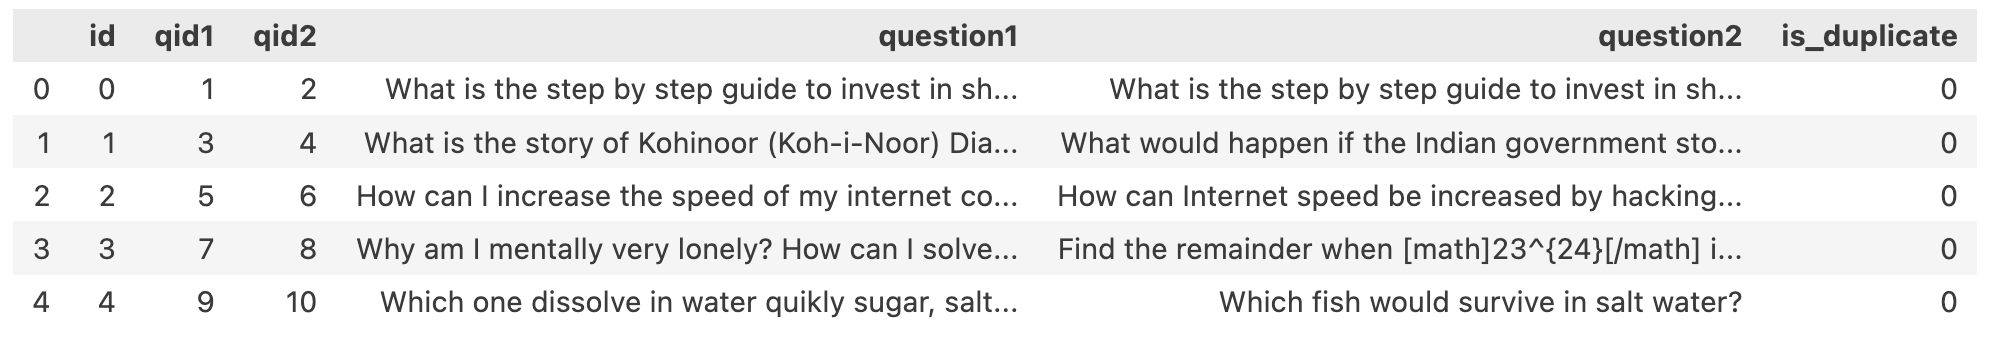 id qid1 qid2 question1 question2 is_duplicate
0 0 1 2 What is the step by step guide to invest in sh... What is the step by step guide to invest in sh... 0
1 1 3 4 What is the story of Kohinoor (Koh-i-Noor) Dia... What would happen if the Indian government sto... 0
2 2 5 6 How can I increase the speed of my internet co... How can Internet speed be increased by hacking... 0
3 3 7 8 Why am I mentally very lonely? How can I solve... Find the remainder when [math]23^{24}[/math] i... 0
4 4 9 10 Which one dissolve in water quikly sugar, salt... Which fish would survive in salt water? 0